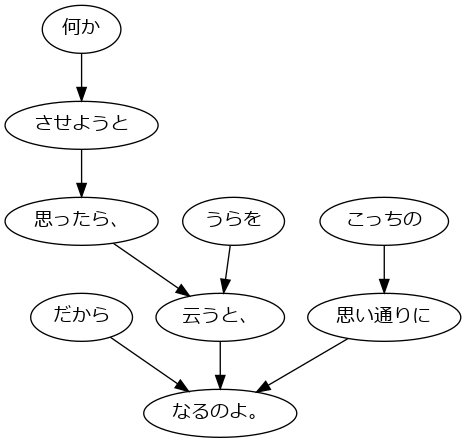 何か
させようと
思ったら、
うらを
こっちの
だから
云うと、
思い通りに
なるのよ。